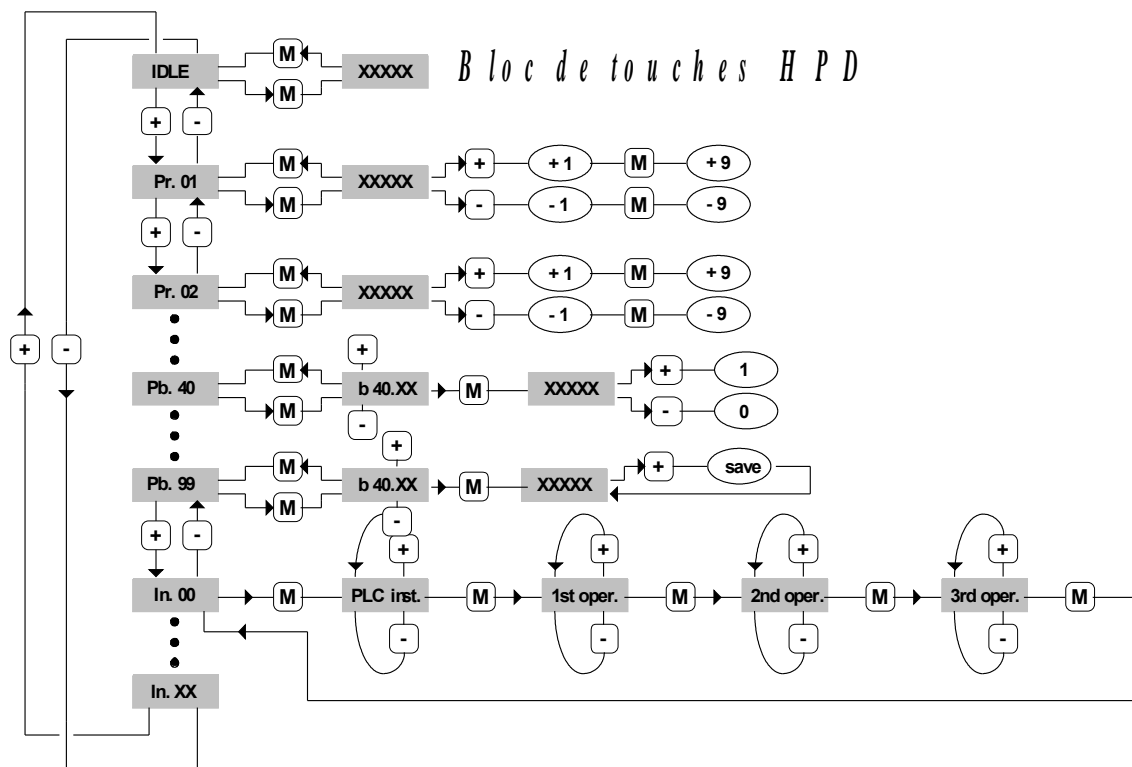 Bloc de touches HPD
M
IDLE XXXXX
M
+ -
M + +1 M +9
Pr. 01 XXXXX
M - -1 M -9
+ -
M + +1 M +9
Pr. 02 XXXXX
M - -1 M -9
+ -
+
M + 1
Pb. 40 b 40.XX M XXXXX
M - 0
-
+
M + save
Pb. 99 b 40.XX M XXXXX
M
-
+ - + + + +
In. 00 M PLC inst. M 1st oper. M 2nd oper. M 3rd oper. M
- - - -
In. XX